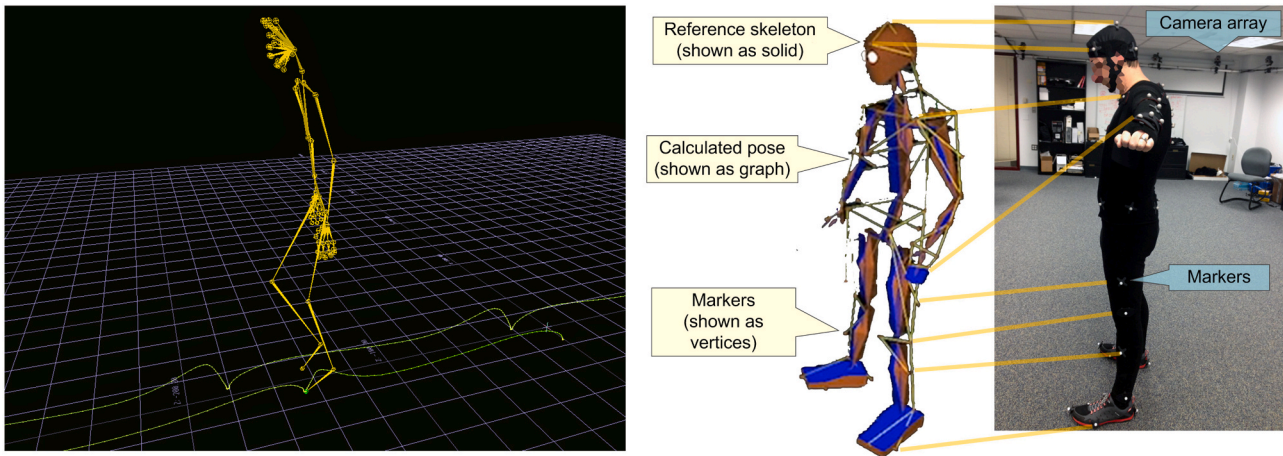 Reference skeleton
(shown as solid)
Camera array
Calculated pose
(shown as graph)
Markers
Markers
(shown as
vertices)